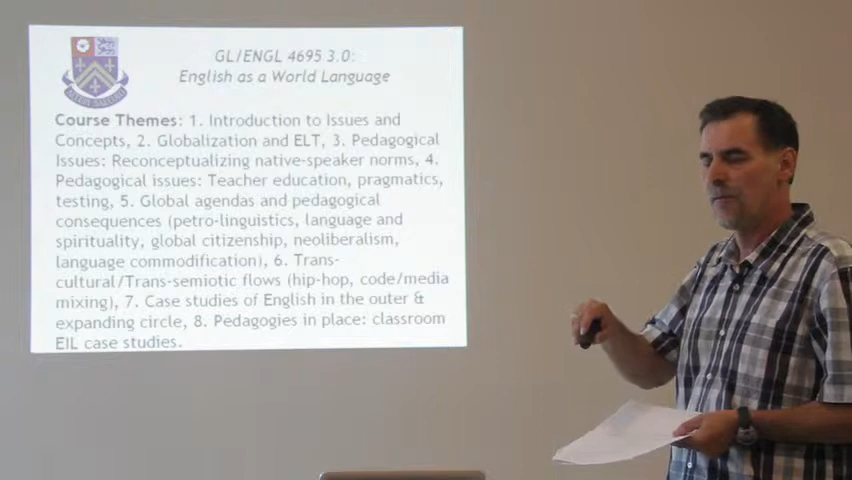 GL/ENGL 4695 3.0:
English as a World Language
Course Themes: 1. Introduction to Issues and
Concepts, 2. Globalization and ELT, 3. Pedagogical
Issues: Reconceptualizing native-speaker norms, 4.
Pedagogical issues: Teacher education, pragmatics,
testing, 5. Global agendas and pedagogical
consequences (petro-linguistics, language and
spirituality, global citizenship, neoliberalism,
language commodification), 6. Trans-
cultural/Trans-semiotic flows (hip-hop, code/media
mixing), 7. Case studies of English in the outer &
expanding circle, 8. Pedagogies in place: classroom
EIL case studies.